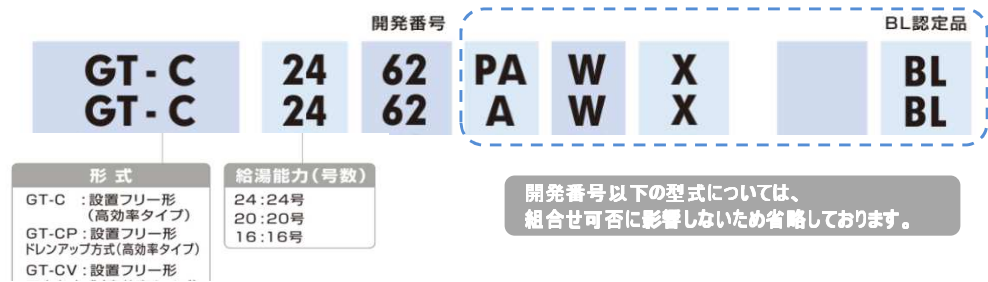 開発番号 BL認定品
GT-C 24 62 PA W X BL
GT-C 24 62 A W X BL
形式
GT-C :設置フリー形
(高効率タイプ)
GT-CP:設置フリー形
ドレンアップ方式(高効率タイプ)
GT-CV:設置フリー形
給湯能力(号数)
24:24号
20:20号
16:16号
開発番号以下の型式については、
組合せ可否に影響しないため省略しております。